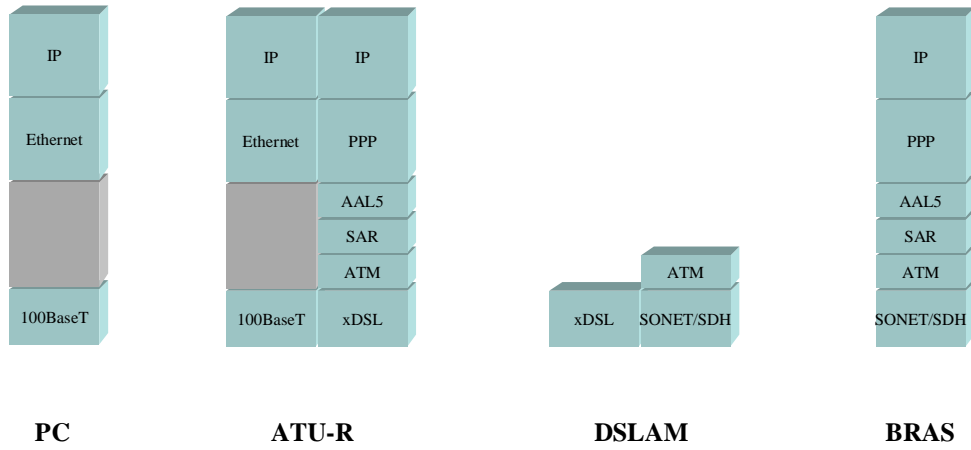 IP
Ethernet
100BaseT
PC
IP
Ethernet
100BaseT
IP
PPP
AAL5
SAR
ATM
xDSL
ATU-R
xDSL
ATM
SONET/SDH
DSLAM
IP
PPP
AAL5
SAR
ATM
SONET/SDH
BRAS